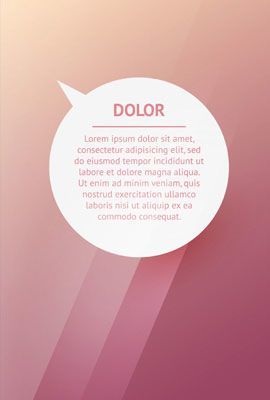 DOLOR
Lorem ipsum dolor sit amet,
consectetur adipisicing elit, sed
do eiusmod tempor incididunt ut
labore et dolore magna aliqua.
Ut enim ad minim veniam, quis
nostrud exercitation ullamco
laboris nisi ut aliquip ex ea
commodo consequat.